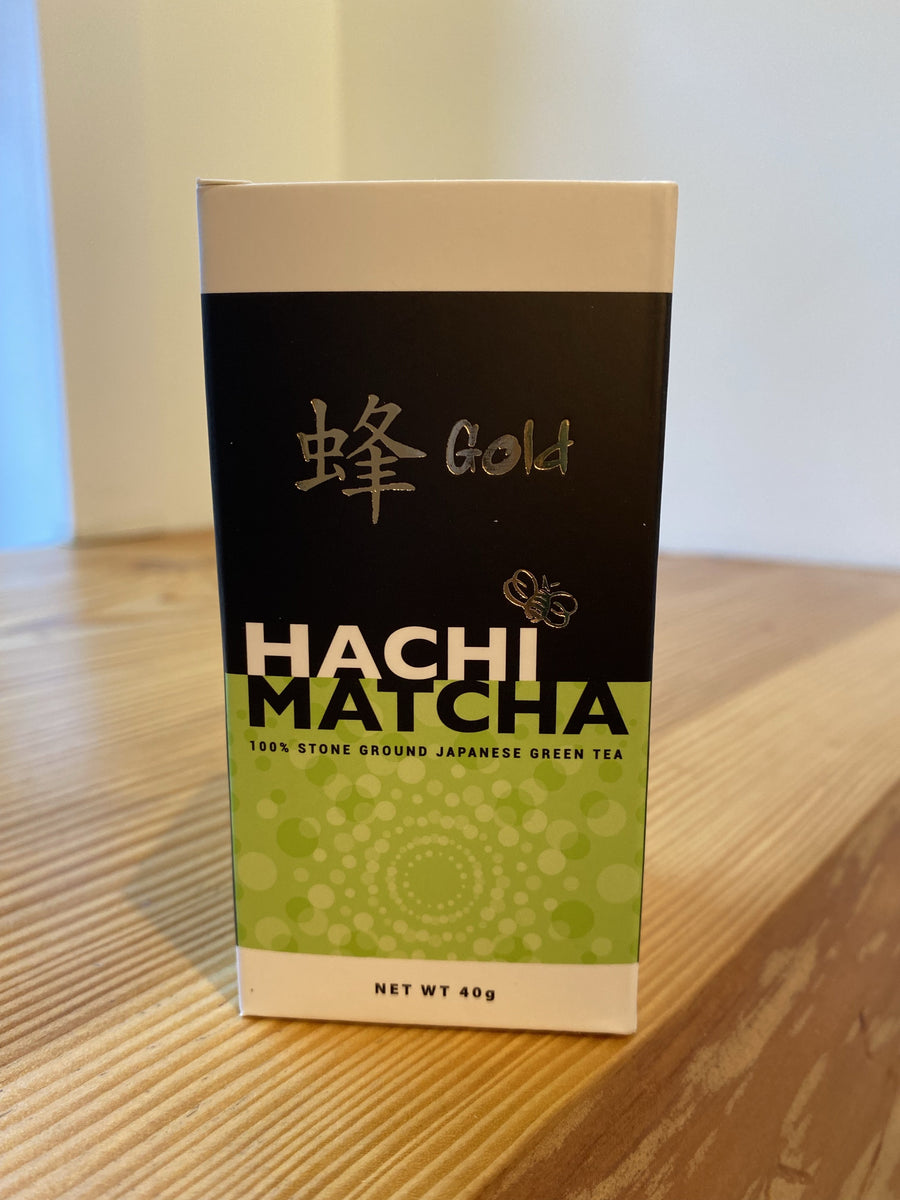 蜂 Gold
HACHI
MATCHA
100% STONE GROUND JAPANESE GREEN TEA
NET WT 40g